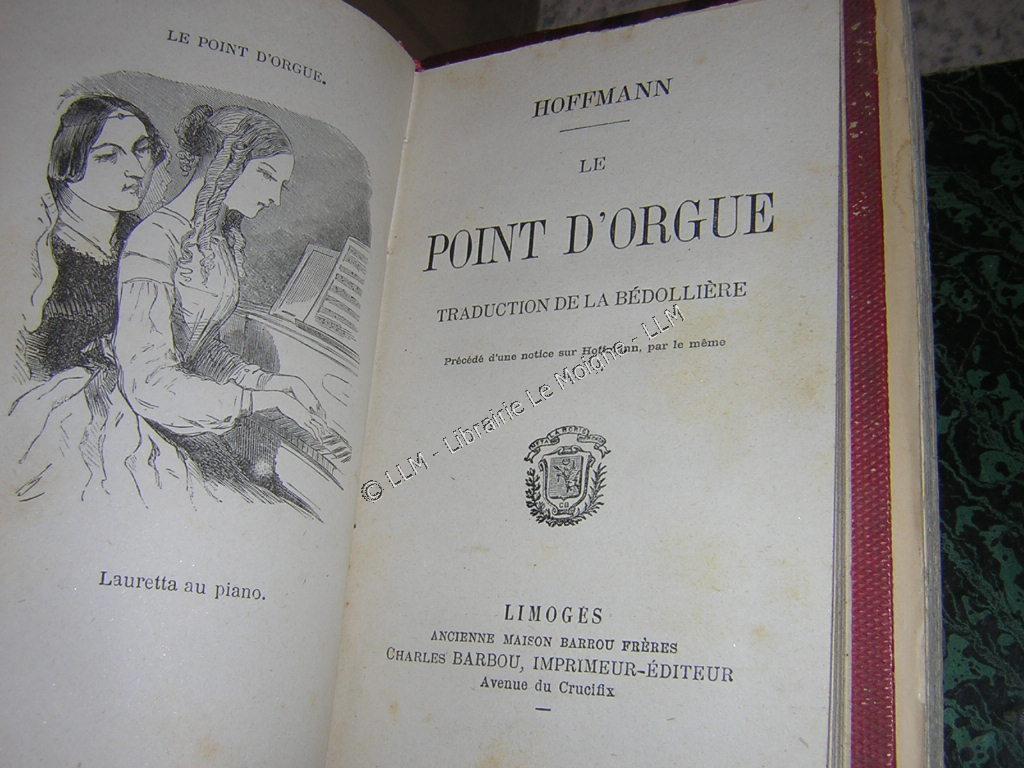 LE POINT D'ORGUE.
Lauretta au piano.
HOFFMANN
LE
POINT D'ORGUE
TRADUCTION DE LA BÉDOLLIÈRE
Précédé d'une notice sur Hoffmann, par le même
© LLM - Librairie Le Moigne - LLM
CB
LIMOGES
ANCIENNE MAISON BARBOU FRÈRES
CHARLES BARBOU, IMPRIMEUR-ÉDITEUR
Avenue du Crucifix